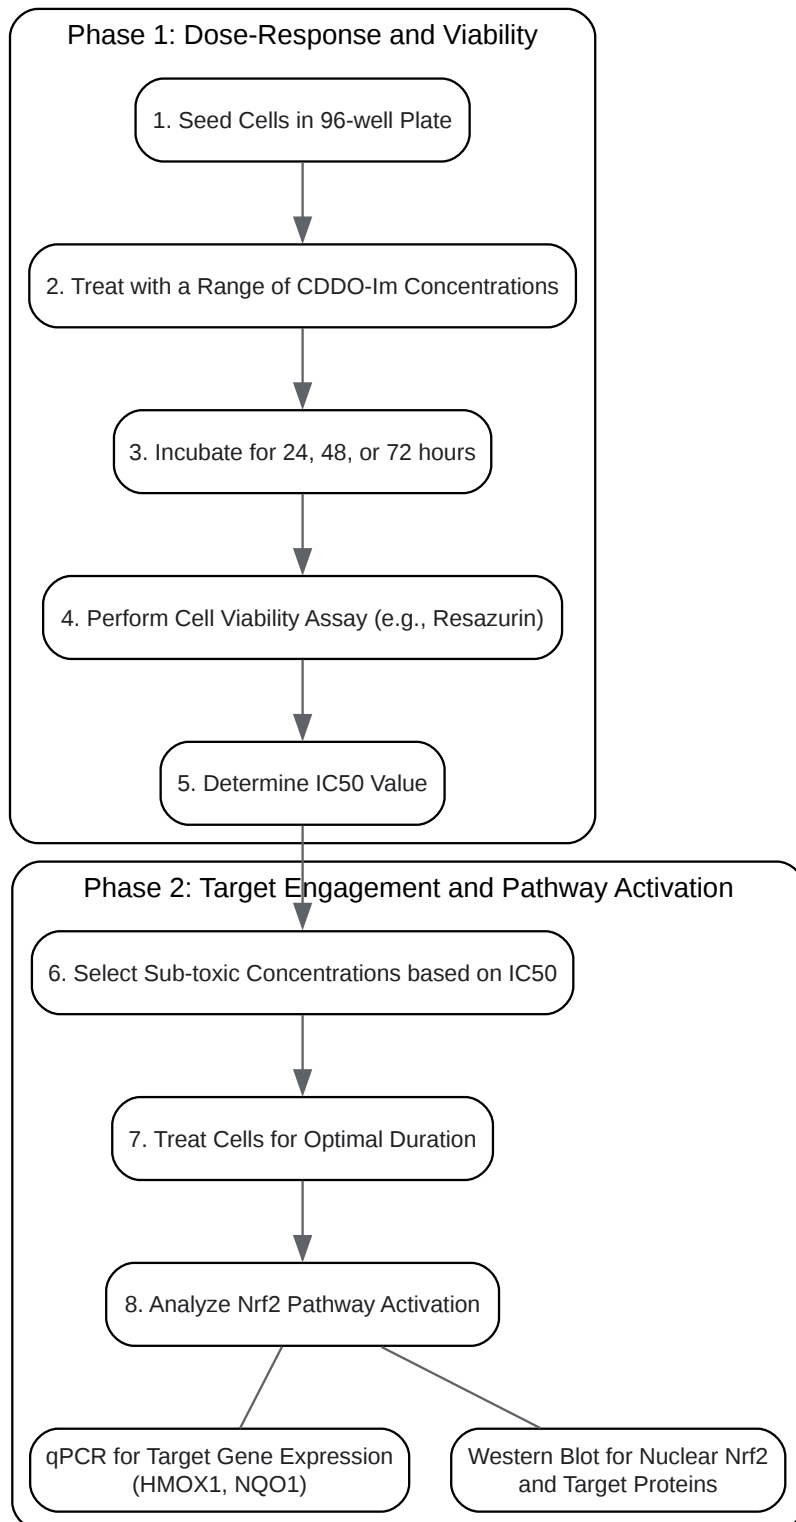 Phase 1: Dose-Response and Viability
1. Seed Cells in 96-well Plate
2. Treat with a Range of CDDO-Im Concentrations
3. Incubate for 24, 48, or 72 hours
4. Perform Cell Viability Assay (e.g., Resazurin)
5. Determine IC50 Value
Phase 2: Target Engagement and Pathway Activation
6. Select Sub-toxic Concentrations based on IC50
7. Treat Cells for Optimal Duration
8. Analyze Nrf2 Pathway Activation
qPCR for Target Gene Expression
(HMOX1, NQO1)
Western Blot for Nuclear Nrf2
and Target Proteins